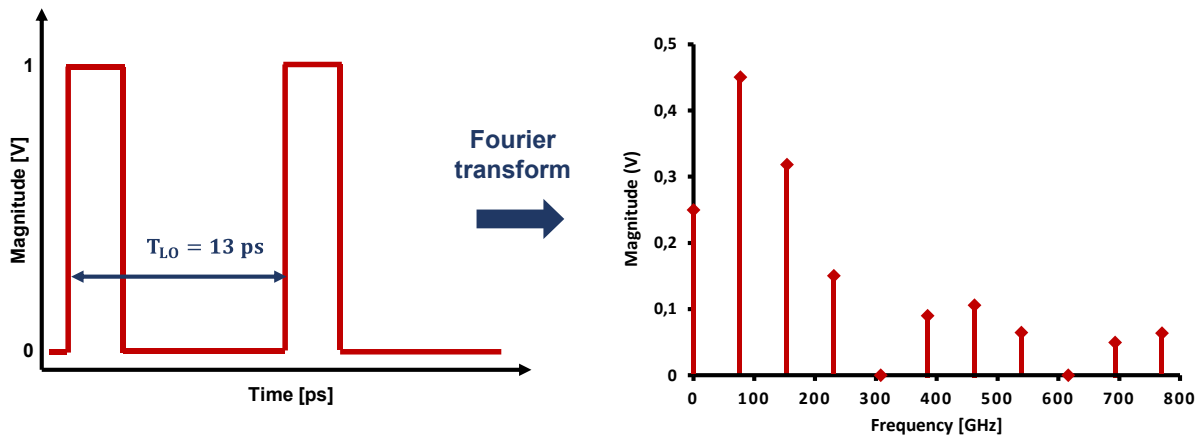 Magnitude [V]
1
0
T_LO = 13 ps
Time [ps]
Fourier
transform
Magnitude (V)
0,5
0,4
0,3
0,2
0,1
0
0 100 200 300 400 500 600 700 800
Frequency [GHz]